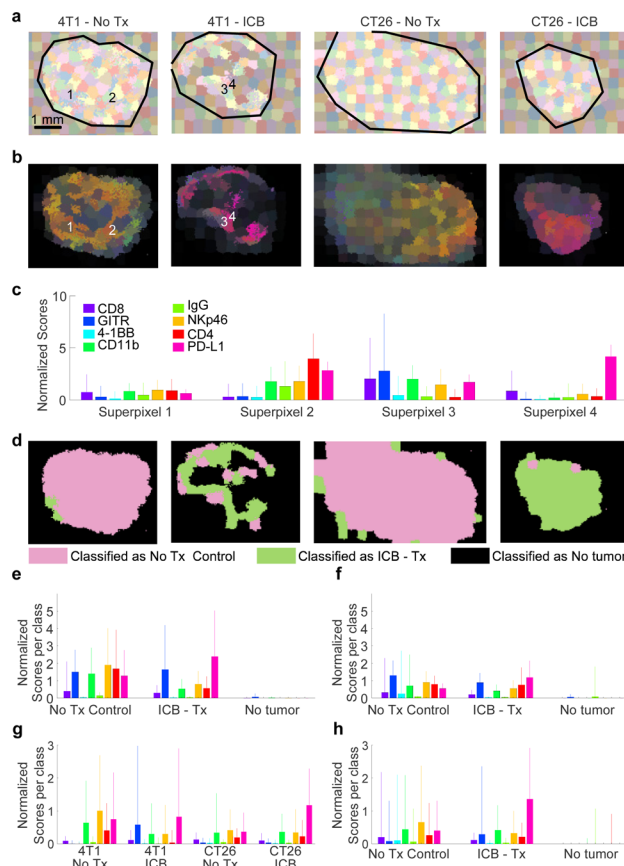 a
4T1 - No Tx
4T1 - ICB
CT26 - No Tx
CT26 - ICB
1
2
3
4
1 mm
b
1
2
3
4
c
Normalized Scores
10
5
0
CD8
GITR
4-1BB
CD11b
IgG
NKp46
CD4
PD-L1
Superpixel 1
Superpixel 2
Superpixel 3
Superpixel 4
d
Classified as No Tx Control
Classified as ICB - Tx
Classified as No tumor
e
Normalized
Scores per class
5
4
3
2
1
0
No Tx Control
ICB - Tx
No tumor
f
Normalized
Scores per class
5
4
3
2
1
0
No Tx Control
ICB - Tx
No tumor
g
Normalized
Scores per class
3
2
1
0
4T1
No Tx
4T1
ICB
CT26
No Tx
CT26
ICB
h
Normalized
Scores per class
3
2
1
0
No Tx Control
ICB - Tx
No tumor